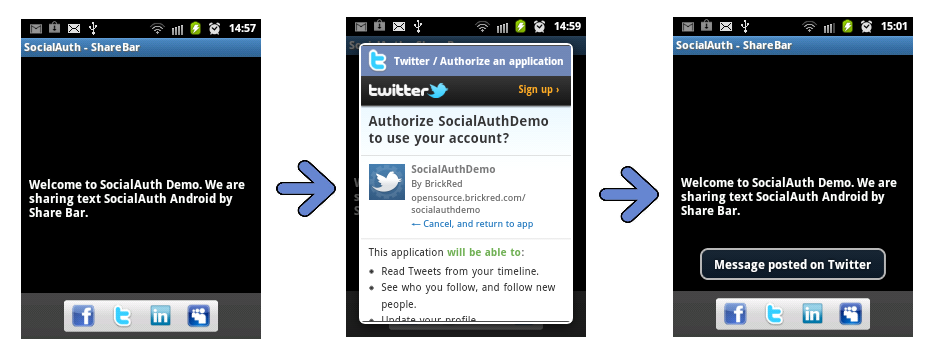 14:57
SocialAuth - ShareBar
Welcome to SocialAuth Demo. We are
sharing text SocialAuth Android by
Share Bar.
14:59
Twitter / Authorize an application
twitter
Sign up ›
Authorize SocialAuthDemo
to use your account?
SocialAuthDemo
By BrickRed
opensource.brickred.com/
socialauthdemo
← Cancel, and return to app
This application will be able to:
• Read Tweets from your timeline.
• See who you follow, and follow new
people.
• Update your profile.
15:01
SocialAuth - ShareBar
Welcome to SocialAuth Demo. We are
sharing text SocialAuth Android by
Share Bar.
Message posted on Twitter